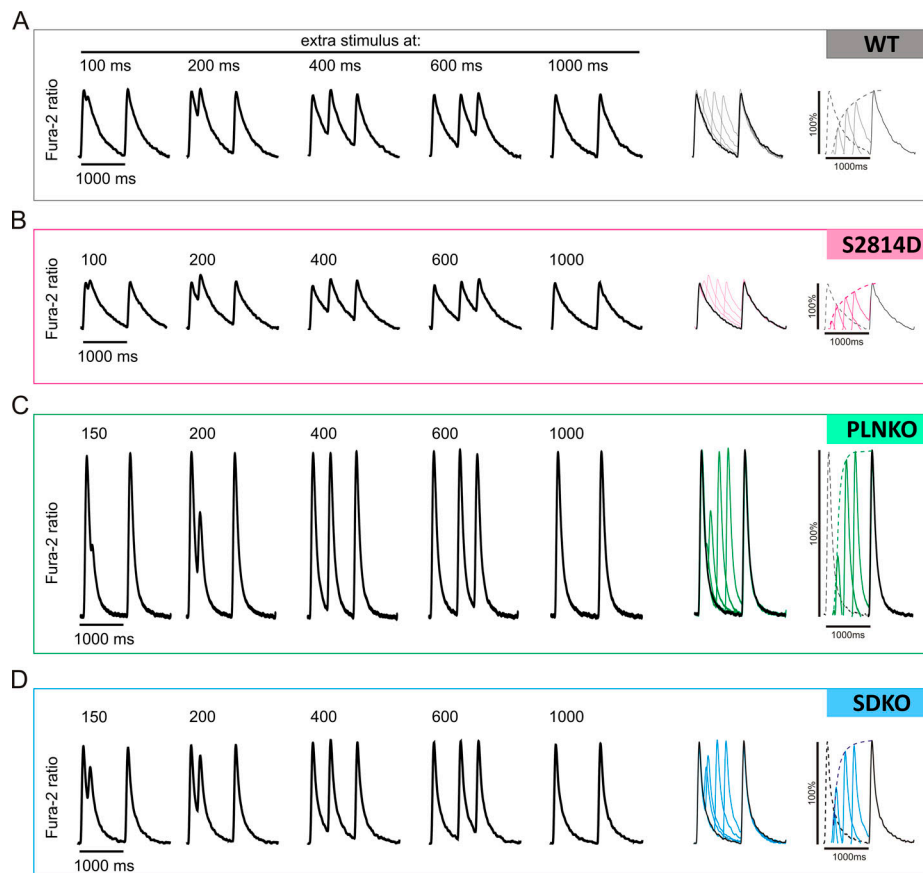 A
WT
extra stimulus at:
100 ms 200 ms 400 ms 600 ms 1000 ms
Fura-2 ratio
100%
1000 ms
1000ms
B
S2814D
100 200 400 600 1000
Fura-2 ratio
100%
1000 ms
1000ms
C
PLNKO
150 200 400 600 1000
Fura-2 ratio
100%
1000 ms
1000ms
D
SDKO
150 200 400 600 1000
Fura-2 ratio
100%
1000 ms
1000ms